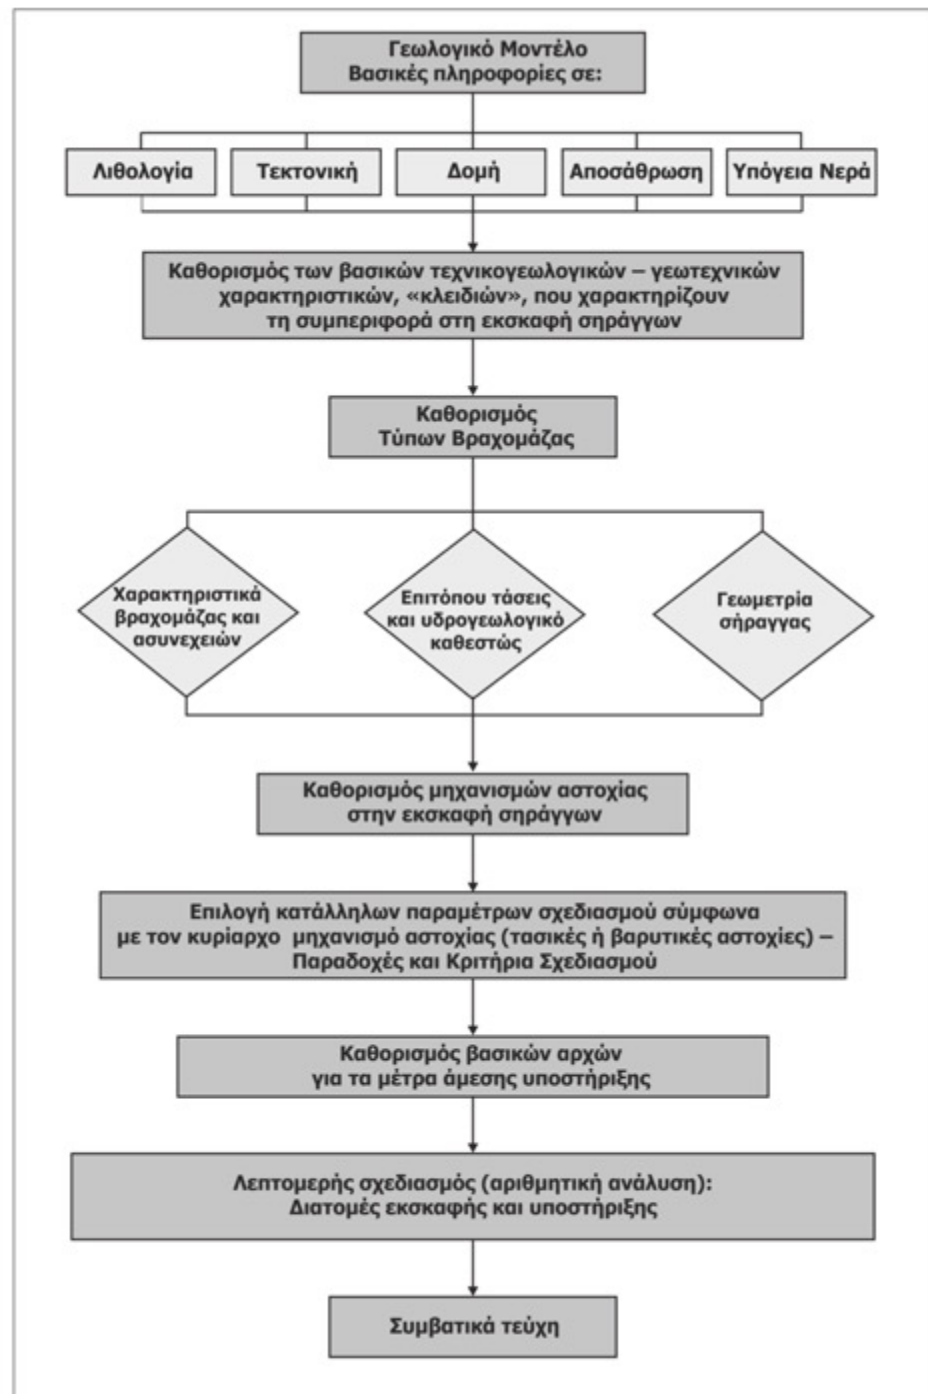 Γεωλογικό Μοντέλο
Βασικές πληροφορίες σε:
Λιθολογία
Τεκτονική
Δομή
Αποσάθρωση
Υπόγεια Νερά
Καθορισμός των βασικών τεχνικογεωλογικών – γεωτεχνικών
χαρακτηριστικών, «κλειδιών», που χαρακτηρίζουν
τη συμπεριφορά στη εκσκαφή σηράγγων
Καθορισμός
Τύπων Βραχομάζας
Χαρακτηριστικά
βραχομάζας και
ασυνεχειών
Επιτόπου τάσεις
και υδρογεωλογικό
καθεστώς
Γεωμετρία
σήραγγας
Καθορισμός μηχανισμών αστοχίας
στην εκσκαφή σηράγγων
Επιλογή κατάλληλων παραμέτρων σχεδιασμού σύμφωνα
με τον κυρίαρχο μηχανισμό αστοχίας (τασικές ή βαρυτικές αστοχίες) –
Παραδοχές και Κριτήρια Σχεδιασμού
Καθορισμός βασικών αρχών
για τα μέτρα άμεσης υποστήριξης
Λεπτομερής σχεδιασμός (αριθμητική ανάλυση):
Διατομές εκσκαφής και υποστήριξης
Συμβατικά τεύχη